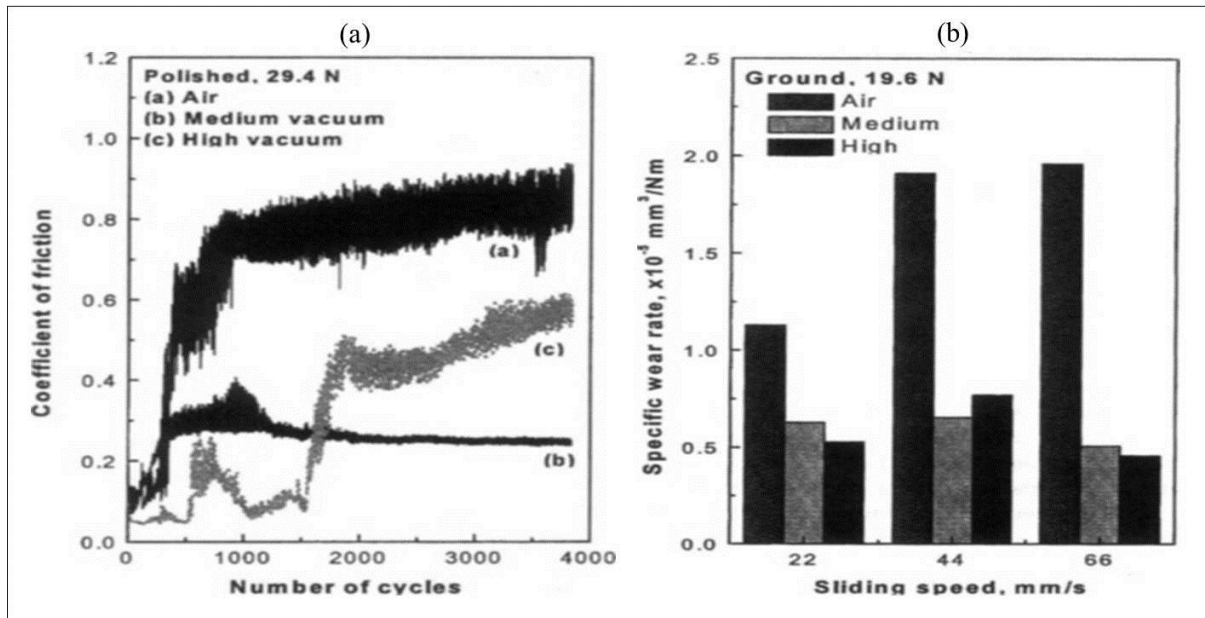 (a)
1.2
1.0
0.8
0.6
0.4
0.2
0.0
Coefficient of friction
Polished, 29.4 N
(a) Air
(b) Medium vacuum
(c) High vacuum
(a)
(c)
(b)
0 1000 2000 3000 4000
Number of cycles
(b)
2.5
2.0
1.5
1.0
0.5
0.0
Specific wear rate, x10⁻⁵ mm³/Nm
Ground, 19.6 N
Air
Medium
High
22 44 66
Sliding speed, mm/s